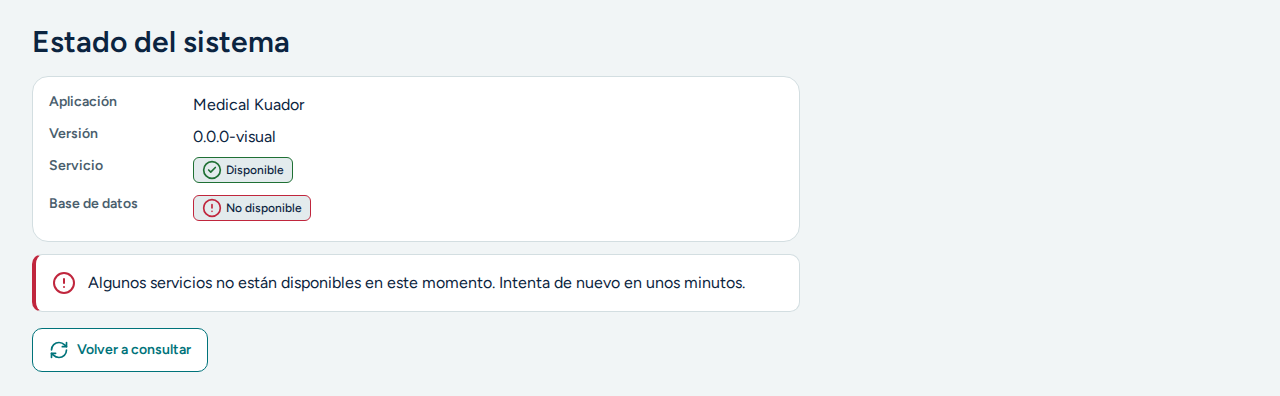 Estado del sistema
Aplicación Medical Kuador
Versión 0.0.0-visual
Servicio Disponible
Base de datos No disponible
Algunos servicios no están disponibles en este momento. Intenta de nuevo en unos minutos.
Volver a consultar